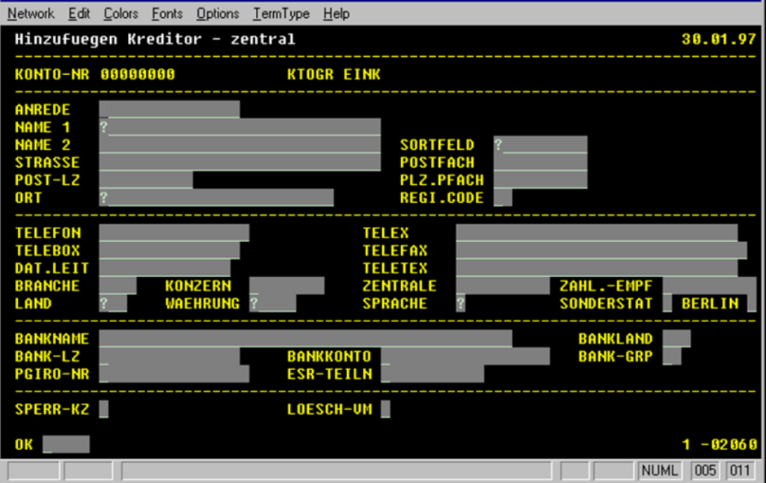 Network Edit Colors Fonts Options TermType Help
Hinzufuegen Kreditor - zentral 30.01.97
KONTO-NR 00000000 KTOGR EINK
ANREDE
NAME 1 ?
NAME 2 SORTFELD ?
STRASSE POSTFACH
POST-LZ PLZ.PFACH
ORT ? REGI.CODE
TELEFON TELEX
TELEBOX TELEFAX
DAT.LEIT TELETEX
BRANCHE KONZERN ZENTRALE ZAHL.-EMPF
LAND ? WAEHRUNG ? SPRACHE ? SONDERSTAT BERLIN
BANKNAME BANKLAND
BANK-LZ BANKKONTO BANK-GRP
PGIRO-NR ESR-TEILN
SPERR-KZ LOESCH-VM
OK 1 -02060
NUML 005 011